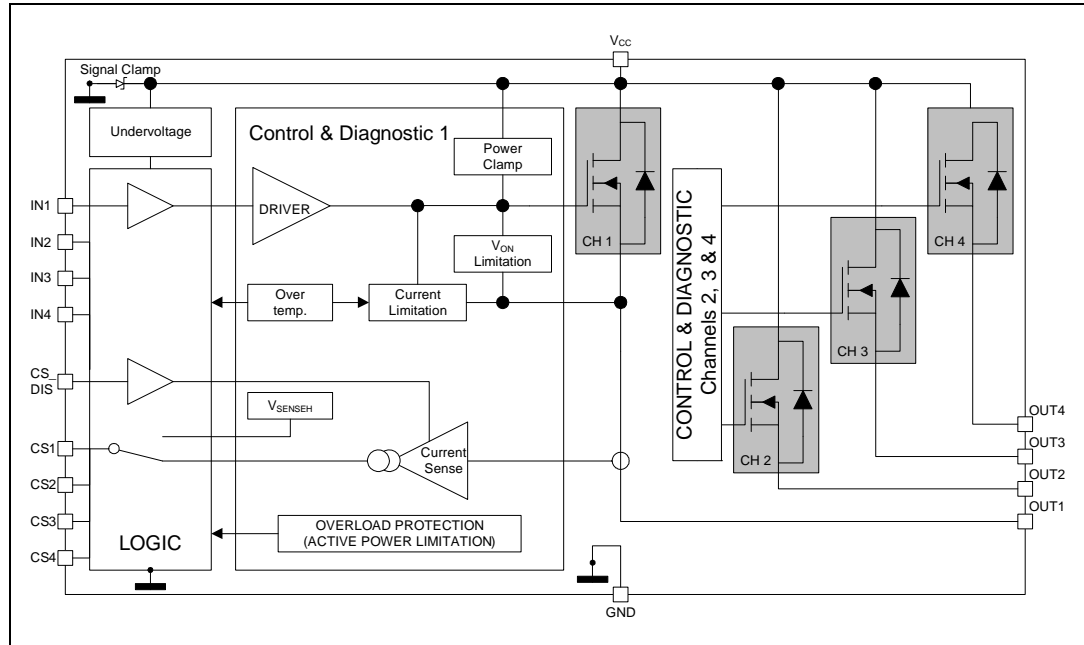 VCC
Signal Clamp
Undervoltage
Control & Diagnostic 1
Power
Clamp
IN1
DRIVER
IN2
VON
Limitation
IN3
IN4
Over
temp.
Current
Limitation
CH 1
CONTROL & DIAGNOSTIC
Channels 2, 3 & 4
CH 4
CH 3
CH 2
CS_
DIS
VSENSEH
CS1
Current
Sense
CS2
CS3
CS4
LOGIC
OVERLOAD PROTECTION
(ACTIVE POWER LIMITATION)
OUT4
OUT3
OUT2
OUT1
GND